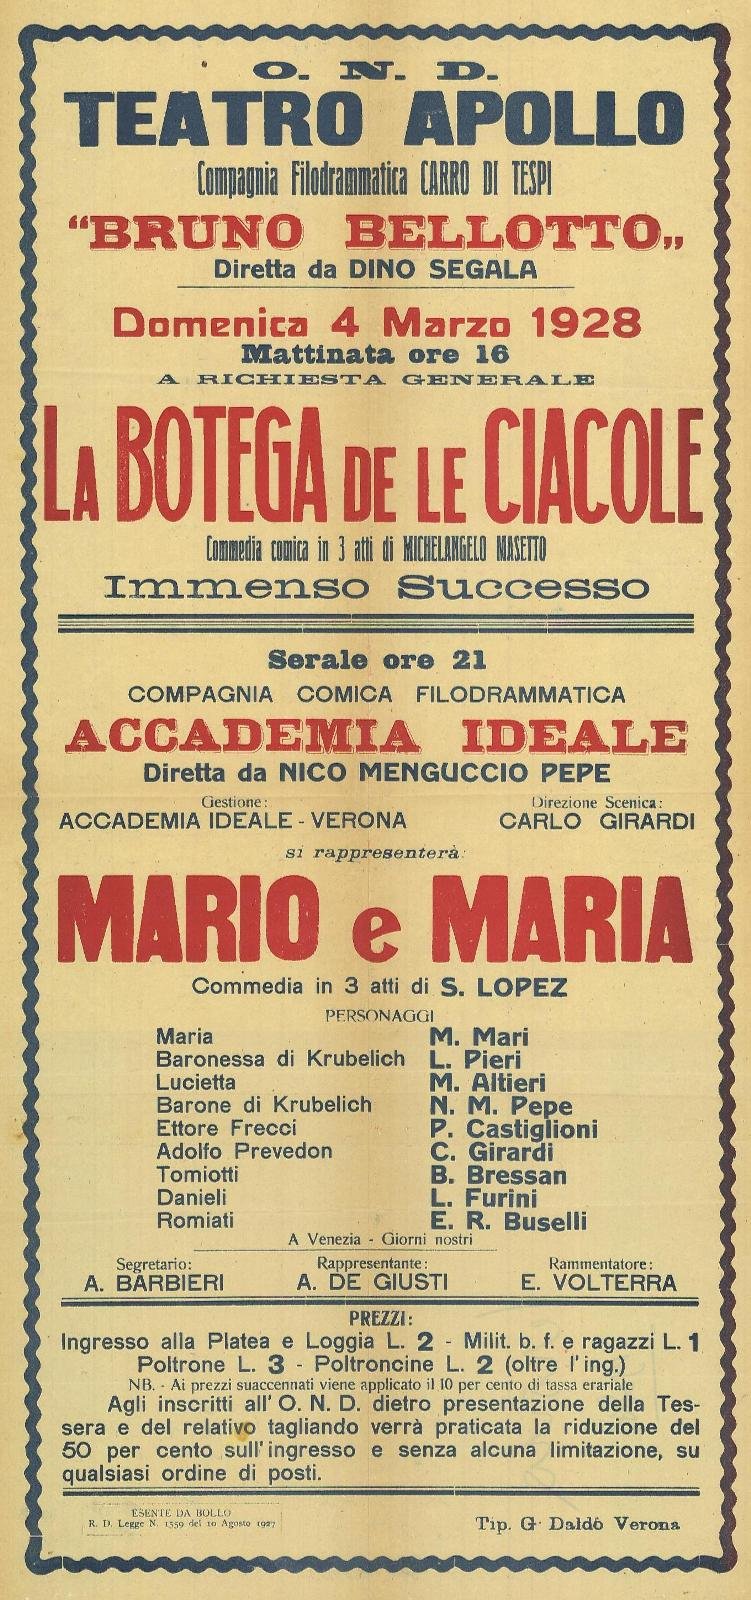 O. N. D.
TEATRO APOLLO
Compagnia Filodrammatica CARRO DI TESPI
“BRUNO BELLOTTO„
Diretta da DINO SEGALA
Domenica 4 Marzo 1928
Mattinata ore 16
A RICHIESTA GENERALE
LA BOTEGA DE LE CIACOLE
Commedia comica in 3 atti di MICHELANGELO MASETTO
Immenso Successo
Serale ore 21
COMPAGNIA COMICA FILODRAMMATICA
ACCADEMIA IDEALE
Diretta da NICO MENGUCCIO PEPE
Gestione: Direzione Scenica:
ACCADEMIA IDEALE - VERONA CARLO GIRARDI
si rappresenterà:
MARIO e MARIA
Commedia in 3 atti di S. LOPEZ
PERSONAGGI
Maria M. Mari
Baronessa di Krubelich L. Pieri
Lucietta M. Altieri
Barone di Krubelich N. M. Pepe
Ettore Frecci P. Castiglioni
Adolfo Prevedon C. Girardi
Tomiotti B. Bressan
Danieli L. Furini
Romiati E. R. Buselli
A Venezia - Giorni nostri
Segretario: Rappresentante: Rammentatore:
A. BARBIERI A. DE GIUSTI E. VOLTERRA
PREZZI:
Ingresso alla Platea e Loggia L. 2 - Milit. b. f. e ragazzi L. 1
Poltrone L. 3 - Poltroncine L. 2 (oltre l'ing.)
NB. - Ai prezzi suaccennati viene applicato il 10 per cento di tassa erariale
Agli inscritti all'O. N. D. dietro presentazione della Tes-
sera e del relativo tagliando verrà praticata la riduzione del
50 per cento sull'ingresso e senza alcuna limitazione, su
qualsiasi ordine di posti.
ESENTE DA BOLLO
R. D. Legge N. 1559 del 10 Agosto 1927
Tip. G. Daldò Verona